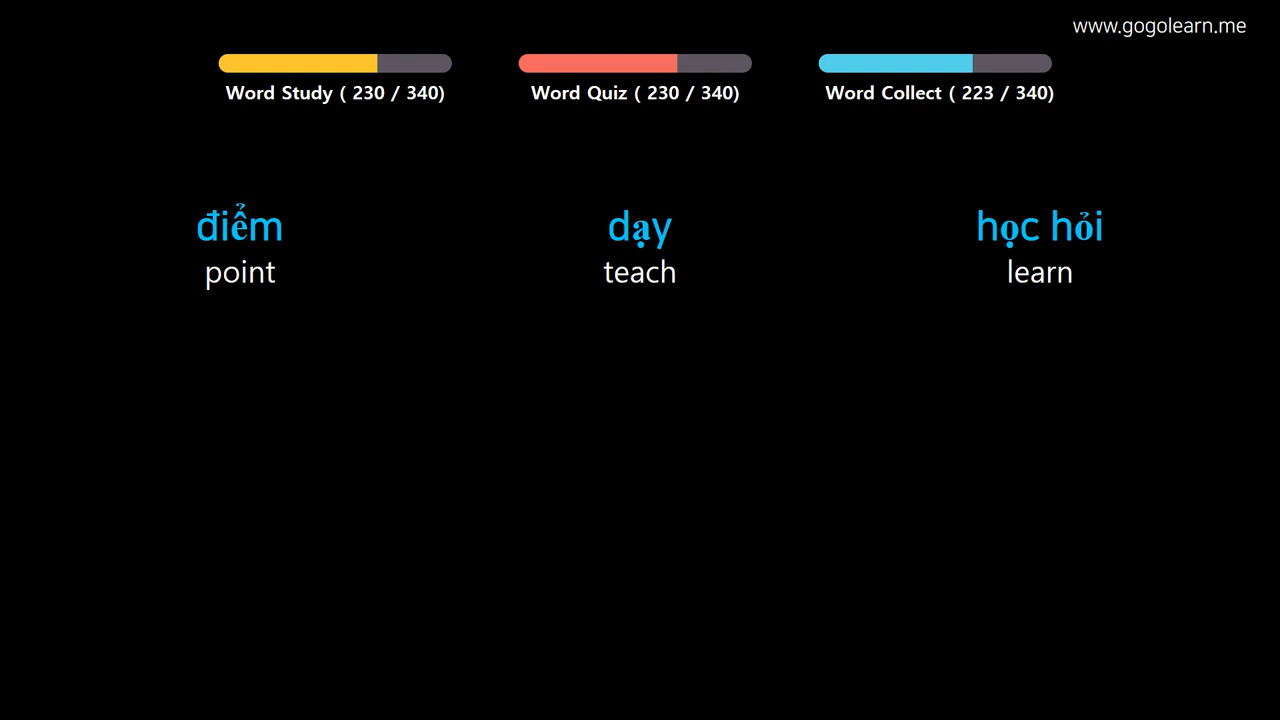 www.gogolearn.me
Word Study ( 230 / 340)
Word Quiz ( 230 / 340)
Word Collect ( 223 / 340)
điểm
point
dạy
teach
học hỏi
learn